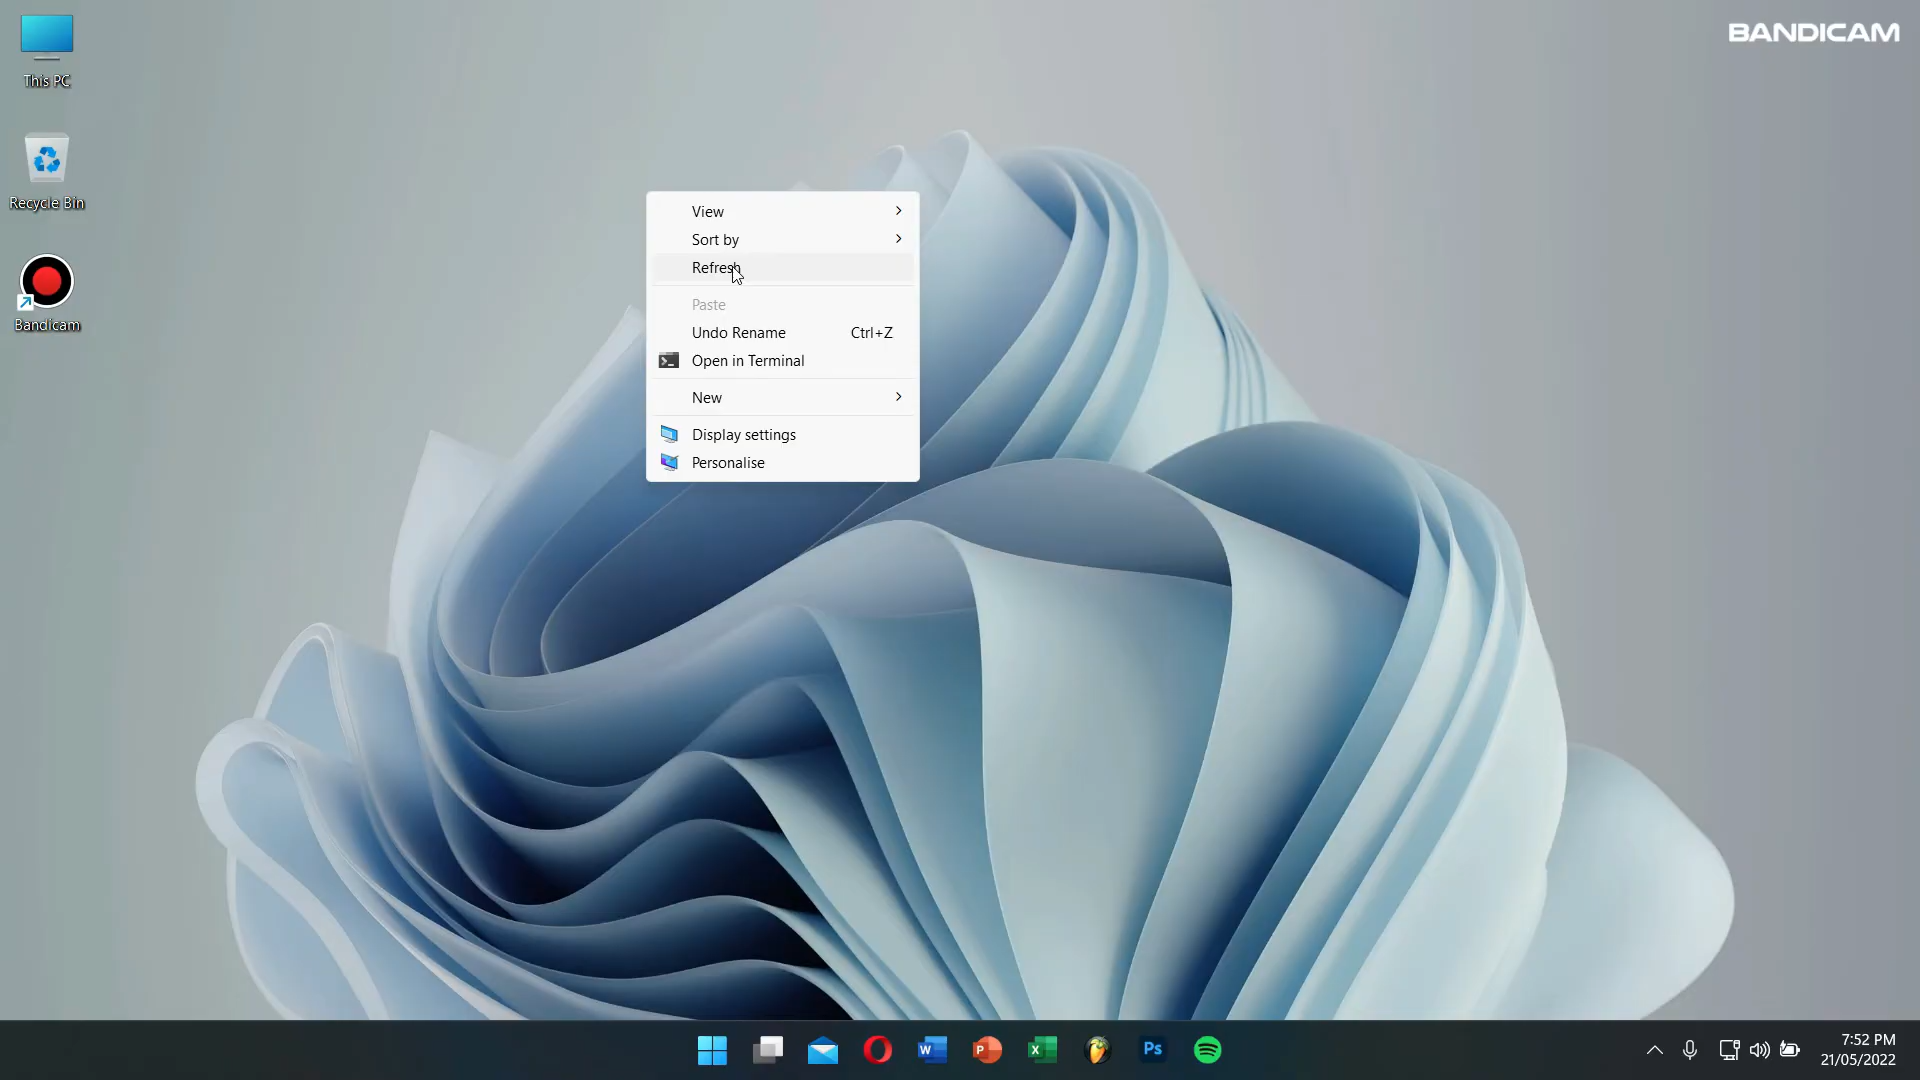 BANDICAM
This PC
Recycle Bin
Bandicam
View
Sort by
Refresh
Paste
Undo Rename Ctrl+Z
Open in Terminal
New
Display settings
Personalise
W
P
X
Ps
7:52 PM
21/05/2022